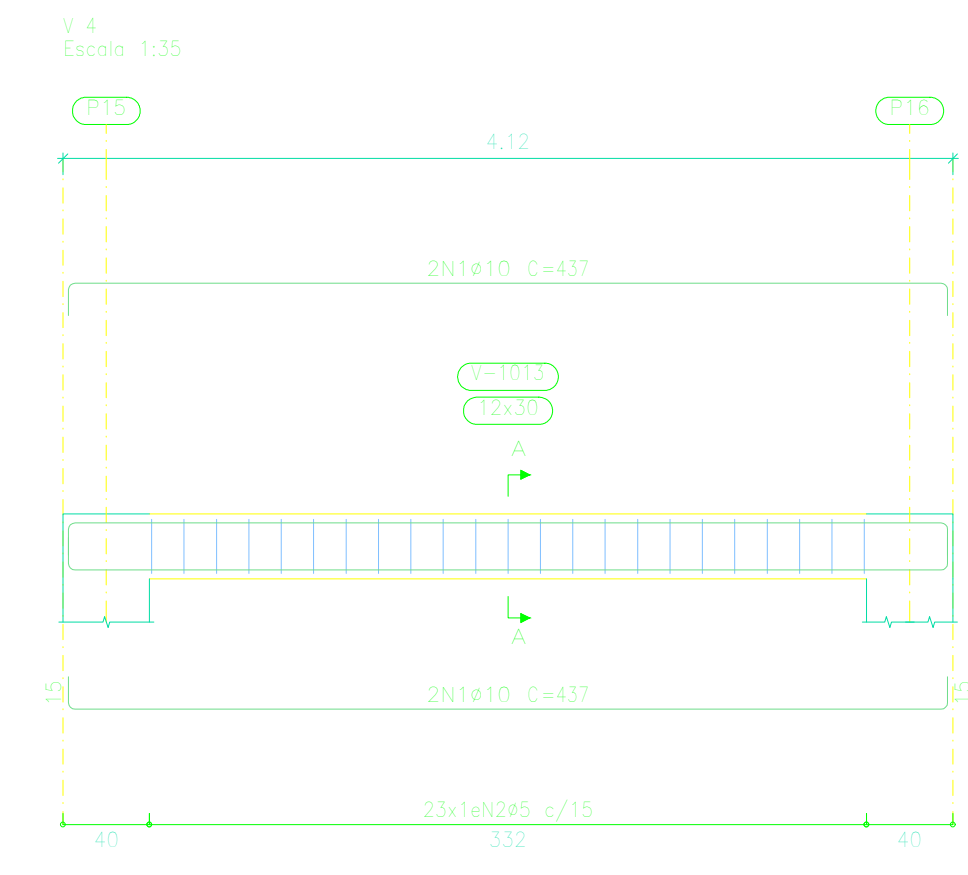 V 4
Escala 1:35
P15
P16
4.12
2N1ø10 C=437
V-1013
12x30
A
A
15
2N1ø10 C=437
15
23x1eN2ø5 c/15
40
332
40